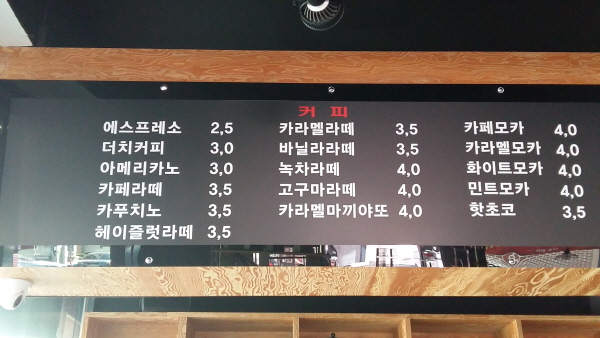 커 피
에스프레소 2,5
더치커피 3,0
아메리카노 3,0
카페라떼 3,5
카푸치노 3,5
헤이즐럿라떼 3,5
카라멜라떼 3,5
바닐라라떼 3,5
녹차라떼 4,0
고구마라떼 4,0
카라멜마끼야또 4,0
카페모카 4,0
카라멜모카 4,0
화이트모카 4,0
민트모카 4,0
핫초코 3,5